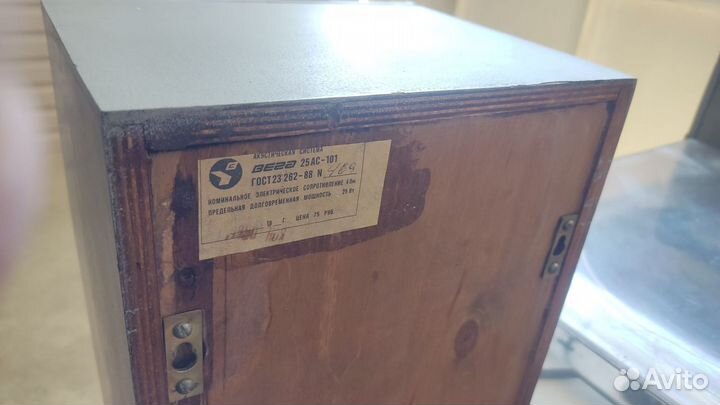 АКУСТИЧЕСКАЯ СИСТЕМА
ВЕГА 25АС-101
ГОСТ 23262-88 N
НОМИНАЛЬНОЕ ЭЛЕКТРИЧЕСКОЕ СОПРОТИВЛЕНИЕ 4 Ом
ПРЕДЕЛЬНАЯ ДОЛГОВРЕМЕННАЯ МОЩНОСТЬ 25 Вт
19 г. ЦЕНА 75 РУБ.
Avito